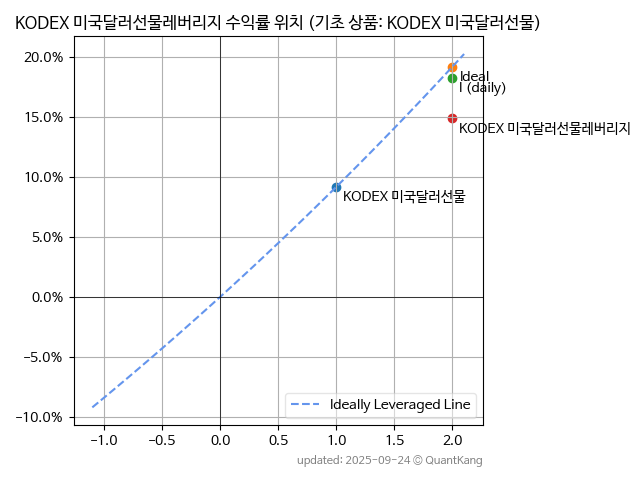 KODEX 미국달러선물레버리지 수익률 위치 (기초 상품: KODEX 미국달러선물)
20.0%
15.0%
10.0%
5.0%
0.0%
−5.0%
−10.0%
Ideal
l (daily)
KODEX 미국달러선물레버리지
KODEX 미국달러선물
Ideally Leveraged Line
−1.0 −0.5 0.0 0.5 1.0 1.5 2.0
updated: 2025-09-24 © QuantKang